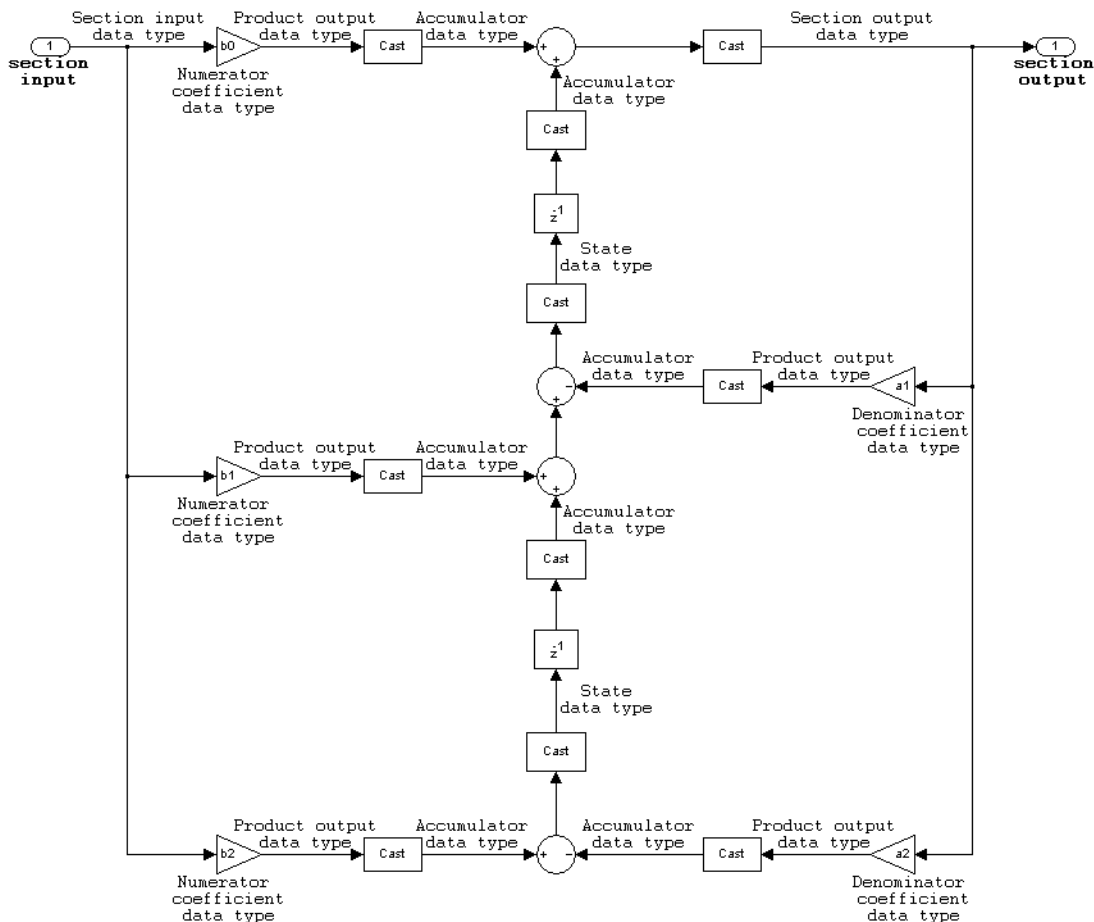 Section input
data type
Product output
data type
Accumulator
data type
Section output
data type
1
section
input
b0
Cast
+
+
Cast
1
section
output
Numerator
coefficient
data type
Accumulator
data type
Cast
z-1
State
data type
Cast
Accumulator
data type
Product output
data type
+
−
Cast
a1
Denominator
coefficient
data type
Product output
data type
Accumulator
data type
b1
Cast
+
+
Numerator
coefficient
data type
Accumulator
data type
Cast
z-1
State
data type
Cast
Product output
data type
Accumulator
data type
Accumulator
data type
Product output
data type
b2
Cast
+
−
Cast
a2
Numerator
coefficient
data type
Denominator
coefficient
data type